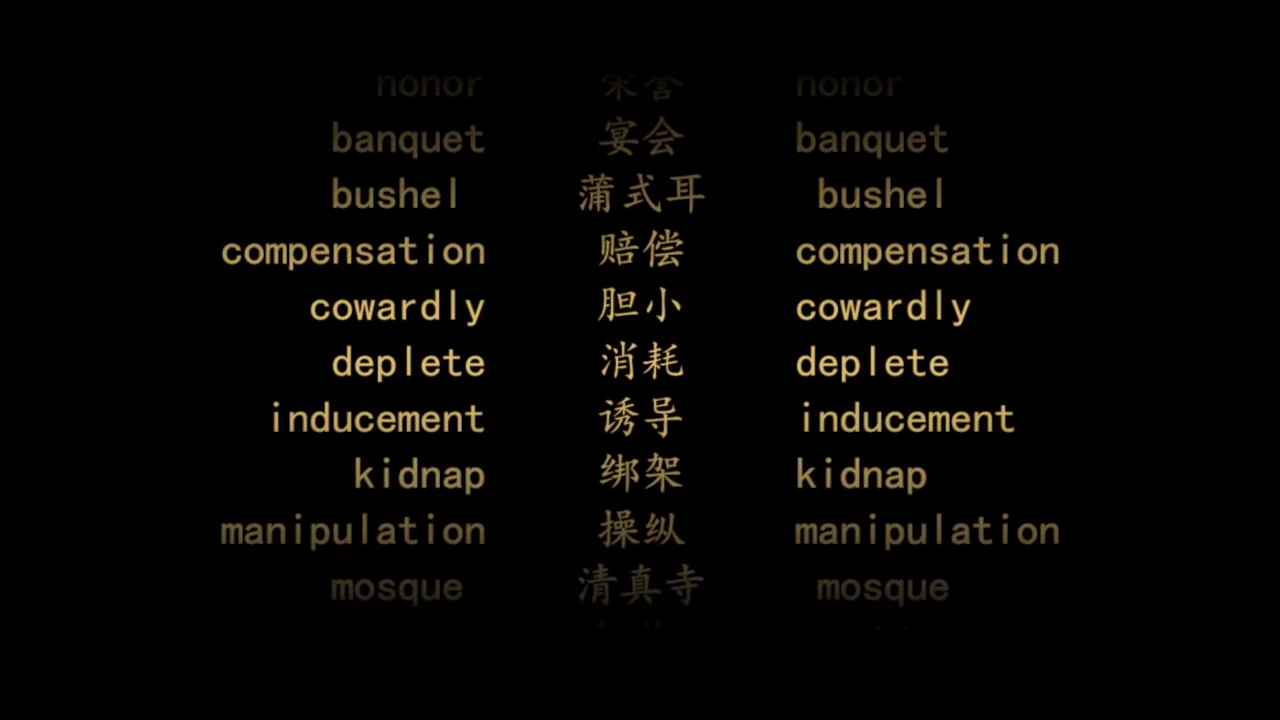 honor 荣誉 honor
banquet 宴会 banquet
bushel 蒲式耳 bushel
compensation 赔偿 compensation
cowardly 胆小 cowardly
deplete 消耗 deplete
inducement 诱导 inducement
kidnap 绑架 kidnap
manipulation 操纵 manipulation
mosque 清真寺 mosque